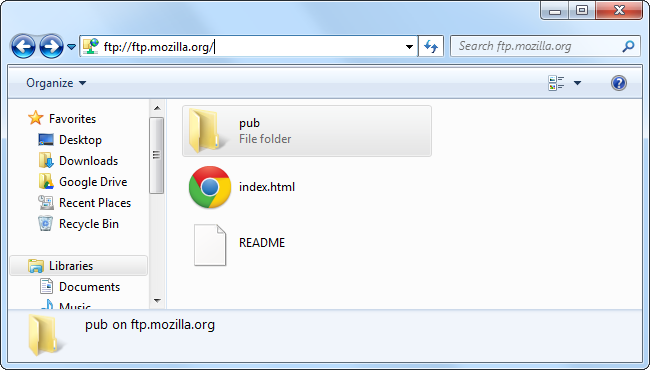 ftp://ftp.mozilla.org/
Search ftp.mozilla.org
Organize
Favorites
Desktop
Downloads
Google Drive
Recent Places
Recycle Bin
Libraries
Documents
Music
pub
File folder
index.html
README
pub on ftp.mozilla.org